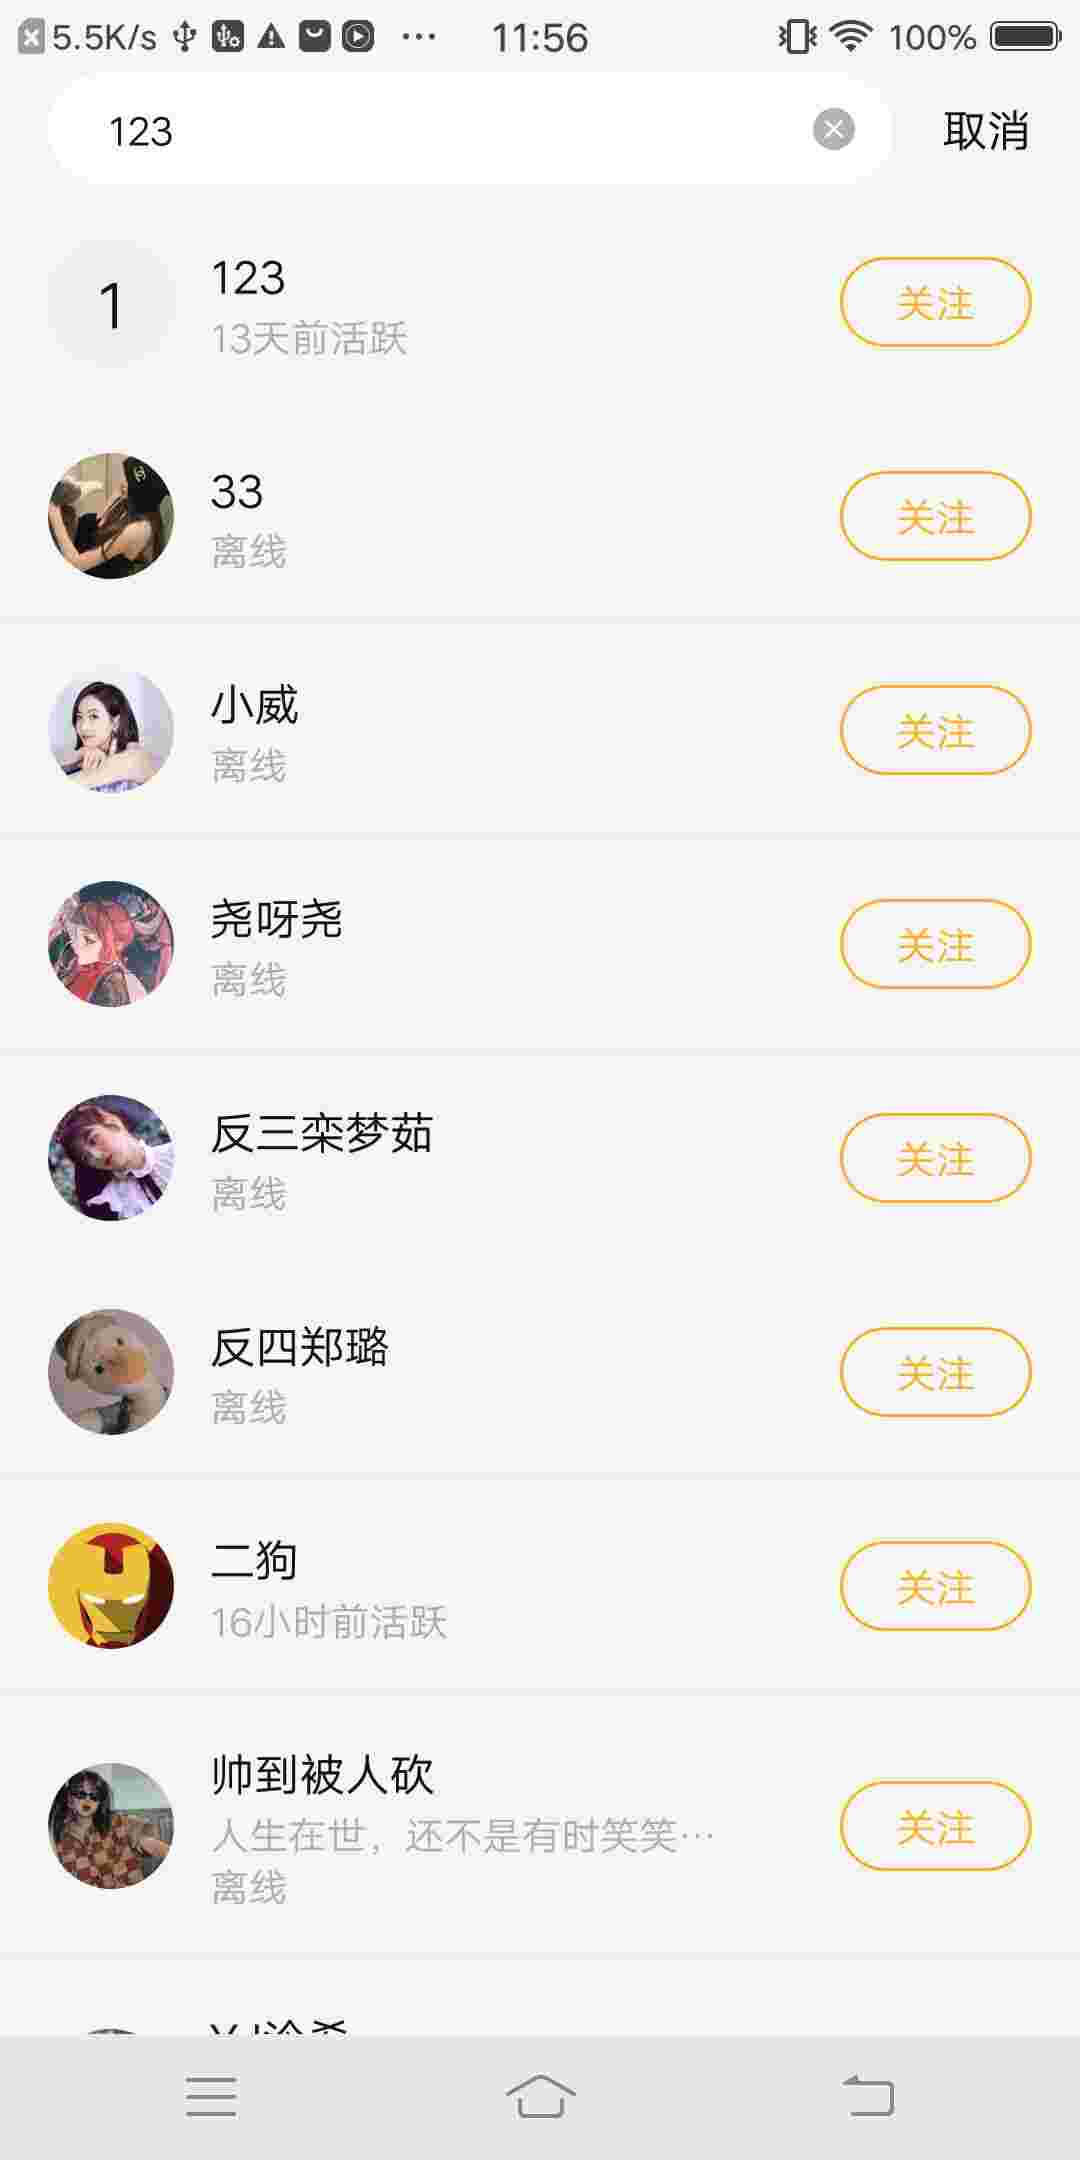 5.5K/s 11:56 100%
123 取消
1
123
13天前活跃
关注
33
离线
关注
小威
离线
关注
尧呀尧
离线
关注
反三栾梦茹
离线
关注
反四郑璐
离线
关注
二狗
16小时前活跃
关注
帅到被人砍
人生在世，还不是有时笑笑…
离线
关注